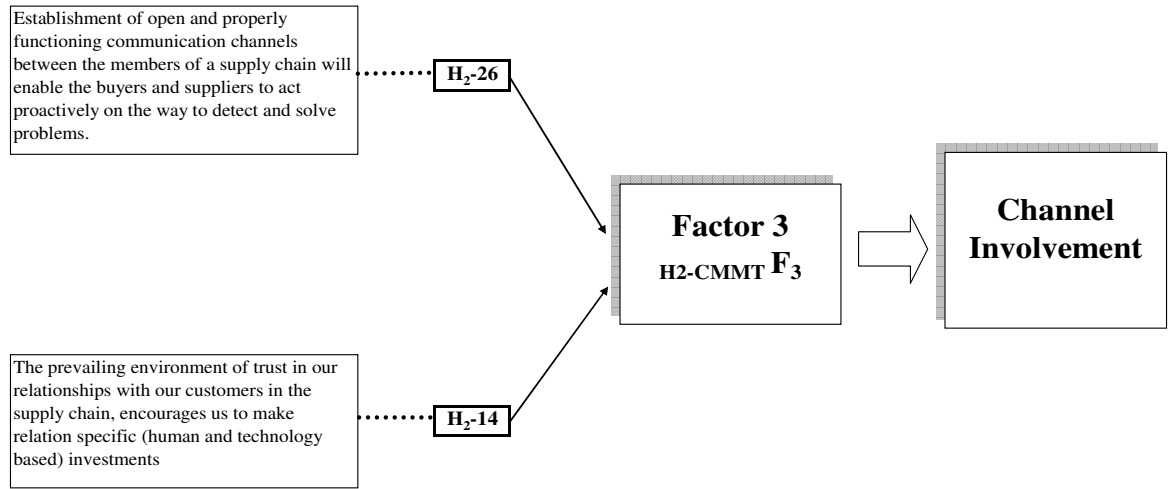 Establishment of open and properly
functioning communication channels
between the members of a supply chain will
enable the buyers and suppliers to act
proactively on the way to detect and solve
problems.
H₂-26
Factor 3
H2-CMMT F₃
Channel
Involvement
The prevailing environment of trust in our
relationships with our customers in the
supply chain, encourages us to make
relation specific (human and technology
based) investments
H₂-14